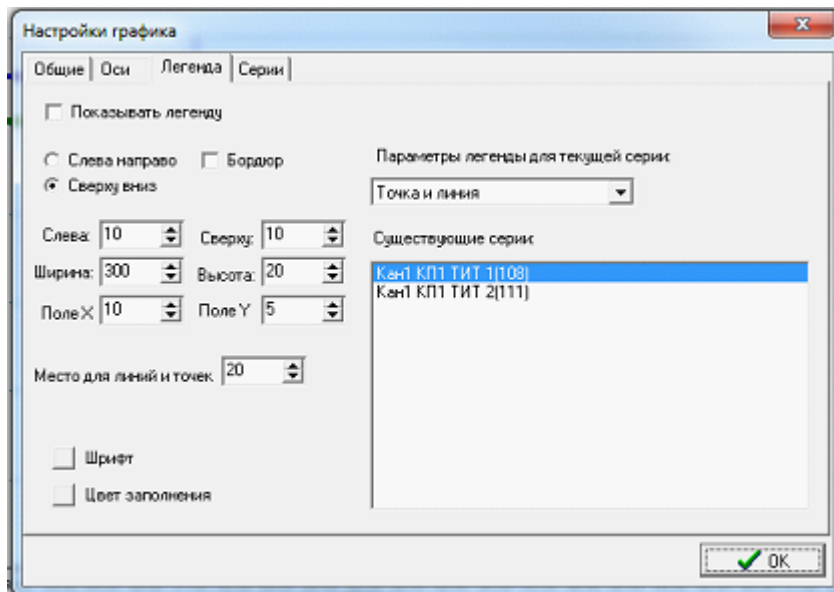 Настройки графика
Общие Оси Легенда Серии
Показывать легенду
Слева направо Бордюр
Сверху вниз
Параметры легенды для текущей серии:
Точка и линия
Слева: 10 Сверху: 10
Ширина: 300 Высота: 20
Поле X 10 Поле Y 5
Место для линий и точек 20
Шрифт
Цвет заполнения
Существующие серии:
Кан1 КП1 ТИТ 1(108)
Кан1 КП1 ТИТ 2(111)
OK